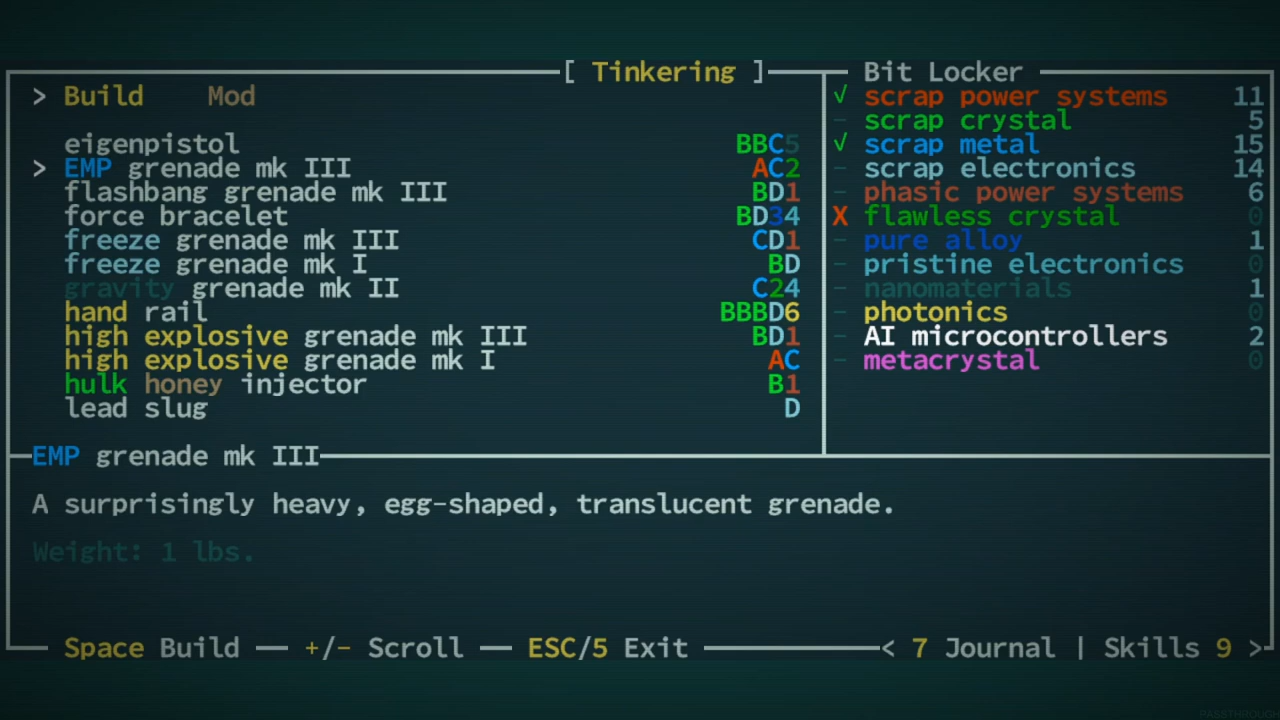 [ Tinkering ]
> Build Mod
eigenpistol BBC5
> EMP grenade mk III AC2
flashbang grenade mk III BD1
force bracelet BD34
freeze grenade mk III CD1
freeze grenade mk I BD
gravity grenade mk II C24
hand rail BBBD6
high explosive grenade mk III BD1
high explosive grenade mk I AC
hulk honey injector B1
lead slug D
Bit Locker
√ scrap power systems 11
- scrap crystal 5
√ scrap metal 15
- scrap electronics 14
- phasic power systems 6
X flawless crystal 0
- pure alloy 1
- pristine electronics 0
- nanomaterials 1
- photonics 0
- AI microcontrollers 2
- metacrystal 0
EMP grenade mk III
A surprisingly heavy, egg-shaped, translucent grenade.
Weight: 1 lbs.
Space Build — +/- Scroll — ESC/5 Exit < 7 Journal | Skills 9 >